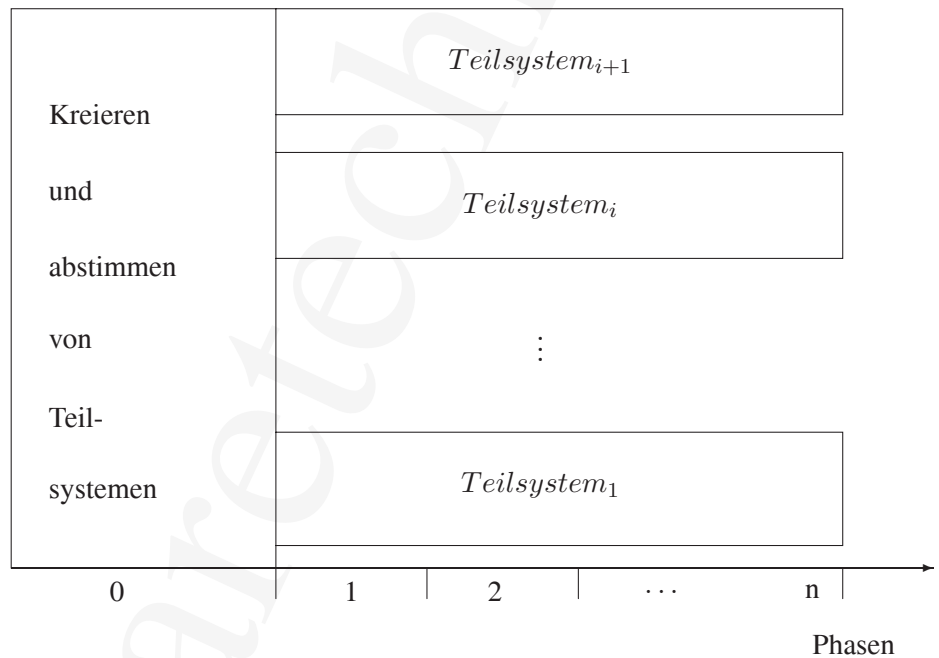 Teilsystem_{i+1}
Kreieren
und
abstimmen
von
Teil-
systemen
Teilsystem_i
⋮
Teilsystem_1
0 1 2 ⋯ n
Phasen